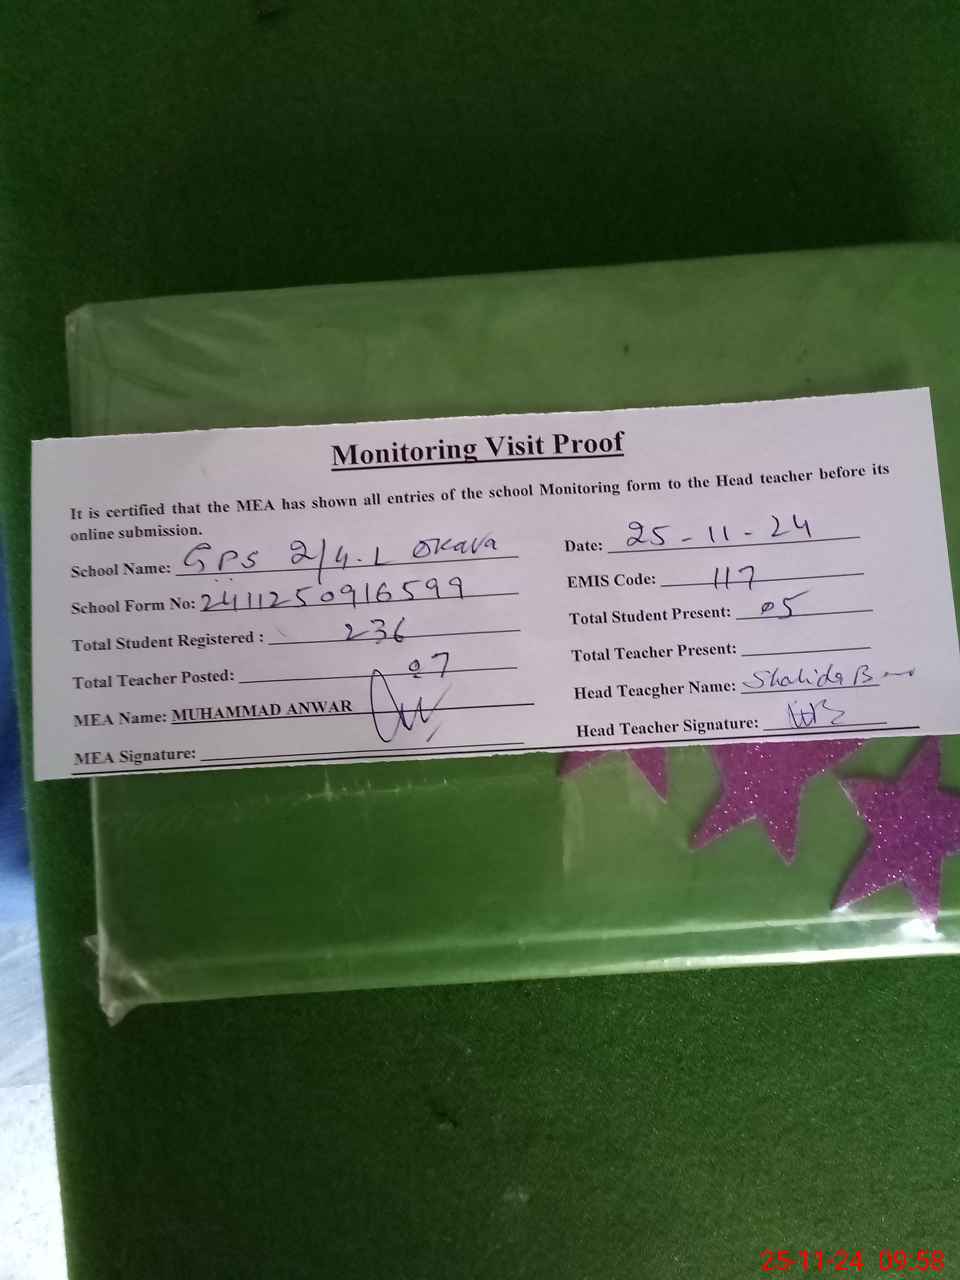 Monitoring Visit Proof
It is certified that the MEA has shown all entries of the school Monitoring form to the Head teacher before its
online submission.
School Name: GPS 2/4.L Okara
Date: 25-11-24
School Form No: 2411250916599
EMIS Code: 117
Total Student Registered : 236
Total Student Present: 05
Total Teacher Posted: 07
Total Teacher Present:
MEA Name: MUHAMMAD ANWAR
Head Teacgher Name: Shahida
MEA Signature:
Head Teacher Signature:
25-11-24 09:58